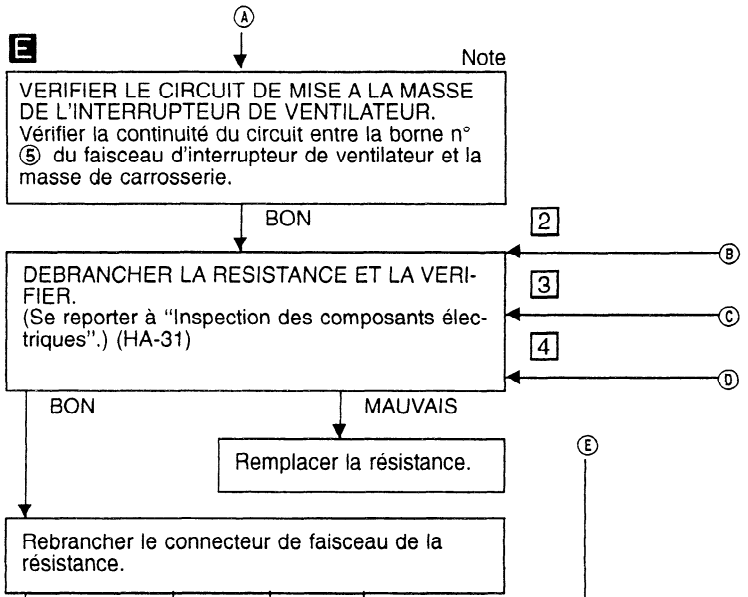 A
E
Note
VERIFIER LE CIRCUIT DE MISE A LA MASSE
DE L'INTERRUPTEUR DE VENTILATEUR.
Vérifier la continuité du circuit entre la borne n°
⑤ du faisceau d'interrupteur de ventilateur et la
masse de carrosserie.
BON
2
B
DEBRANCHER LA RESISTANCE ET LA VERI-
FIER.
(Se reporter à “Inspection des composants élec-
triques”.) (HA-31)
3
C
4
D
BON
MAUVAIS
Remplacer la résistance.
E
Rebrancher le connecteur de faisceau de la
résistance.